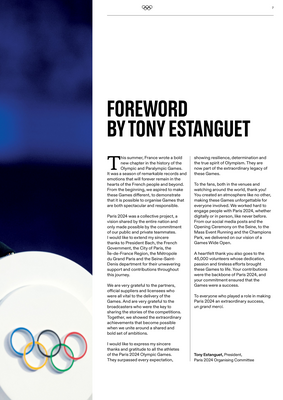 FOREWORD
BY TONY ESTANGUET
This summer, France wrote a bold
new chapter in the history of the
Olympic and Paralympic Games.
It was a season of remarkable records and
emotions that will forever remain in the
hearts of the French people and beyond.
From the beginning, we aspired to make
these Games different, to demonstrate
that it is possible to organise Games that
are both spectacular and responsible.
Paris 2024 was a collective project, a
vision shared by the entire nation and
only made possible by the commitment
of our public and private teammates.
I would like to extend my sincere
thanks to President Bach, the French
Government, the City of Paris, the
Île-de-France Region, the Métropole
du Grand Paris and the Seine-Saint-
Denis department for their unwavering
support and contributions throughout
this journey.
We are very grateful to the partners,
official suppliers and licensees who
were all vital to the delivery of the
Games. And are very grateful to the
broadcasters who were the key to
sharing the stories of the competitions.
Together, we showed the extraordinary
achievements that become possible
when we unite around a shared and
bold set of ambitions.
I would like to express my sincere
thanks and gratitude to all the athletes
of the Paris 2024 Olympic Games.
They surpassed every expectation,
showing resilience, determination and
the true spirit of Olympism. They are
now part of the extraordinary legacy of
these Games.
To the fans, both in the venues and
watching around the world, thank you!
You created an atmosphere like no other,
making these Games unforgettable for
everyone involved. We worked hard to
engage people with Paris 2024, whether
digitally or in person, like never before.
From our social media posts and the
Opening Ceremony on the Seine, to the
Mass Event Running and the Champions
Park, we delivered on our vision of a
Games Wide Open.
A heartfelt thank you also goes to the
45,000 volunteers whose dedication,
passion and tireless efforts brought
these Games to life. Your contributions
were the backbone of Paris 2024, and
your commitment ensured that the
Games were a success.
To everyone who played a role in making
Paris 2024 an extraordinary success,
un grand merci.
Tony Estanguet, President,
Paris 2024 Organising Committee